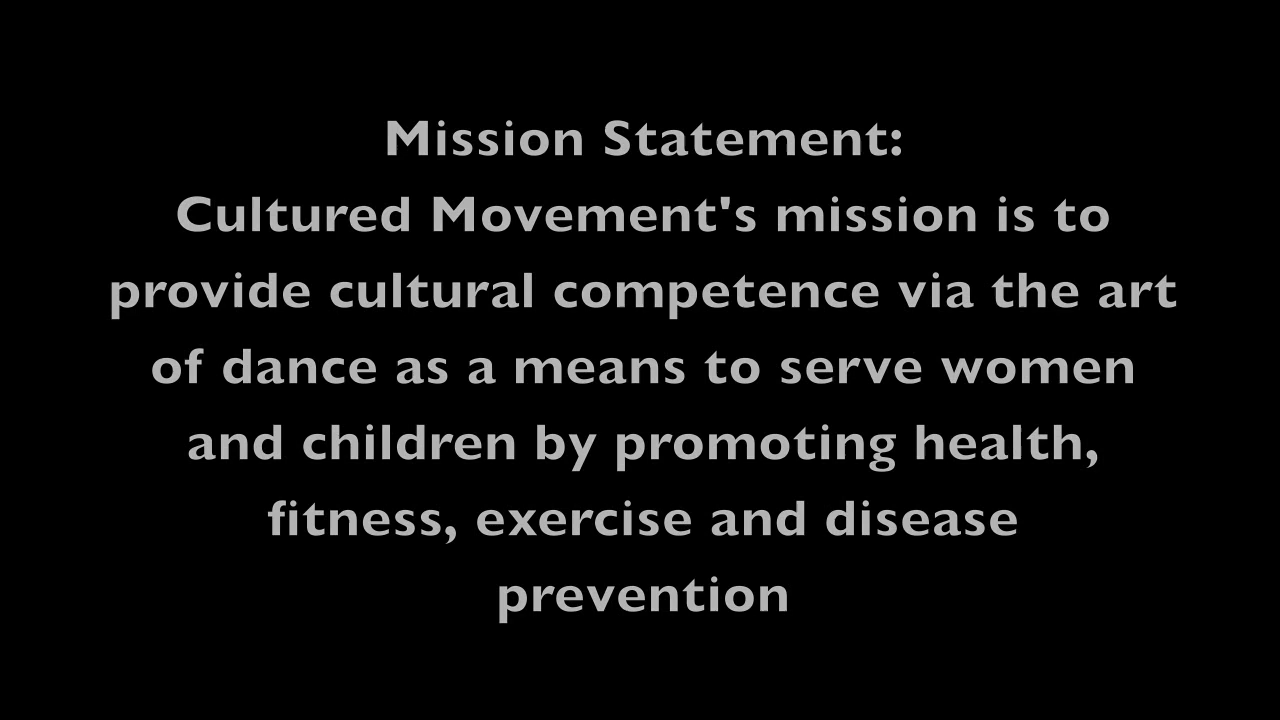 Mission Statement:
Cultured Movement's mission is to
provide cultural competence via the art
of dance as a means to serve women
and children by promoting health,
fitness, exercise and disease
prevention